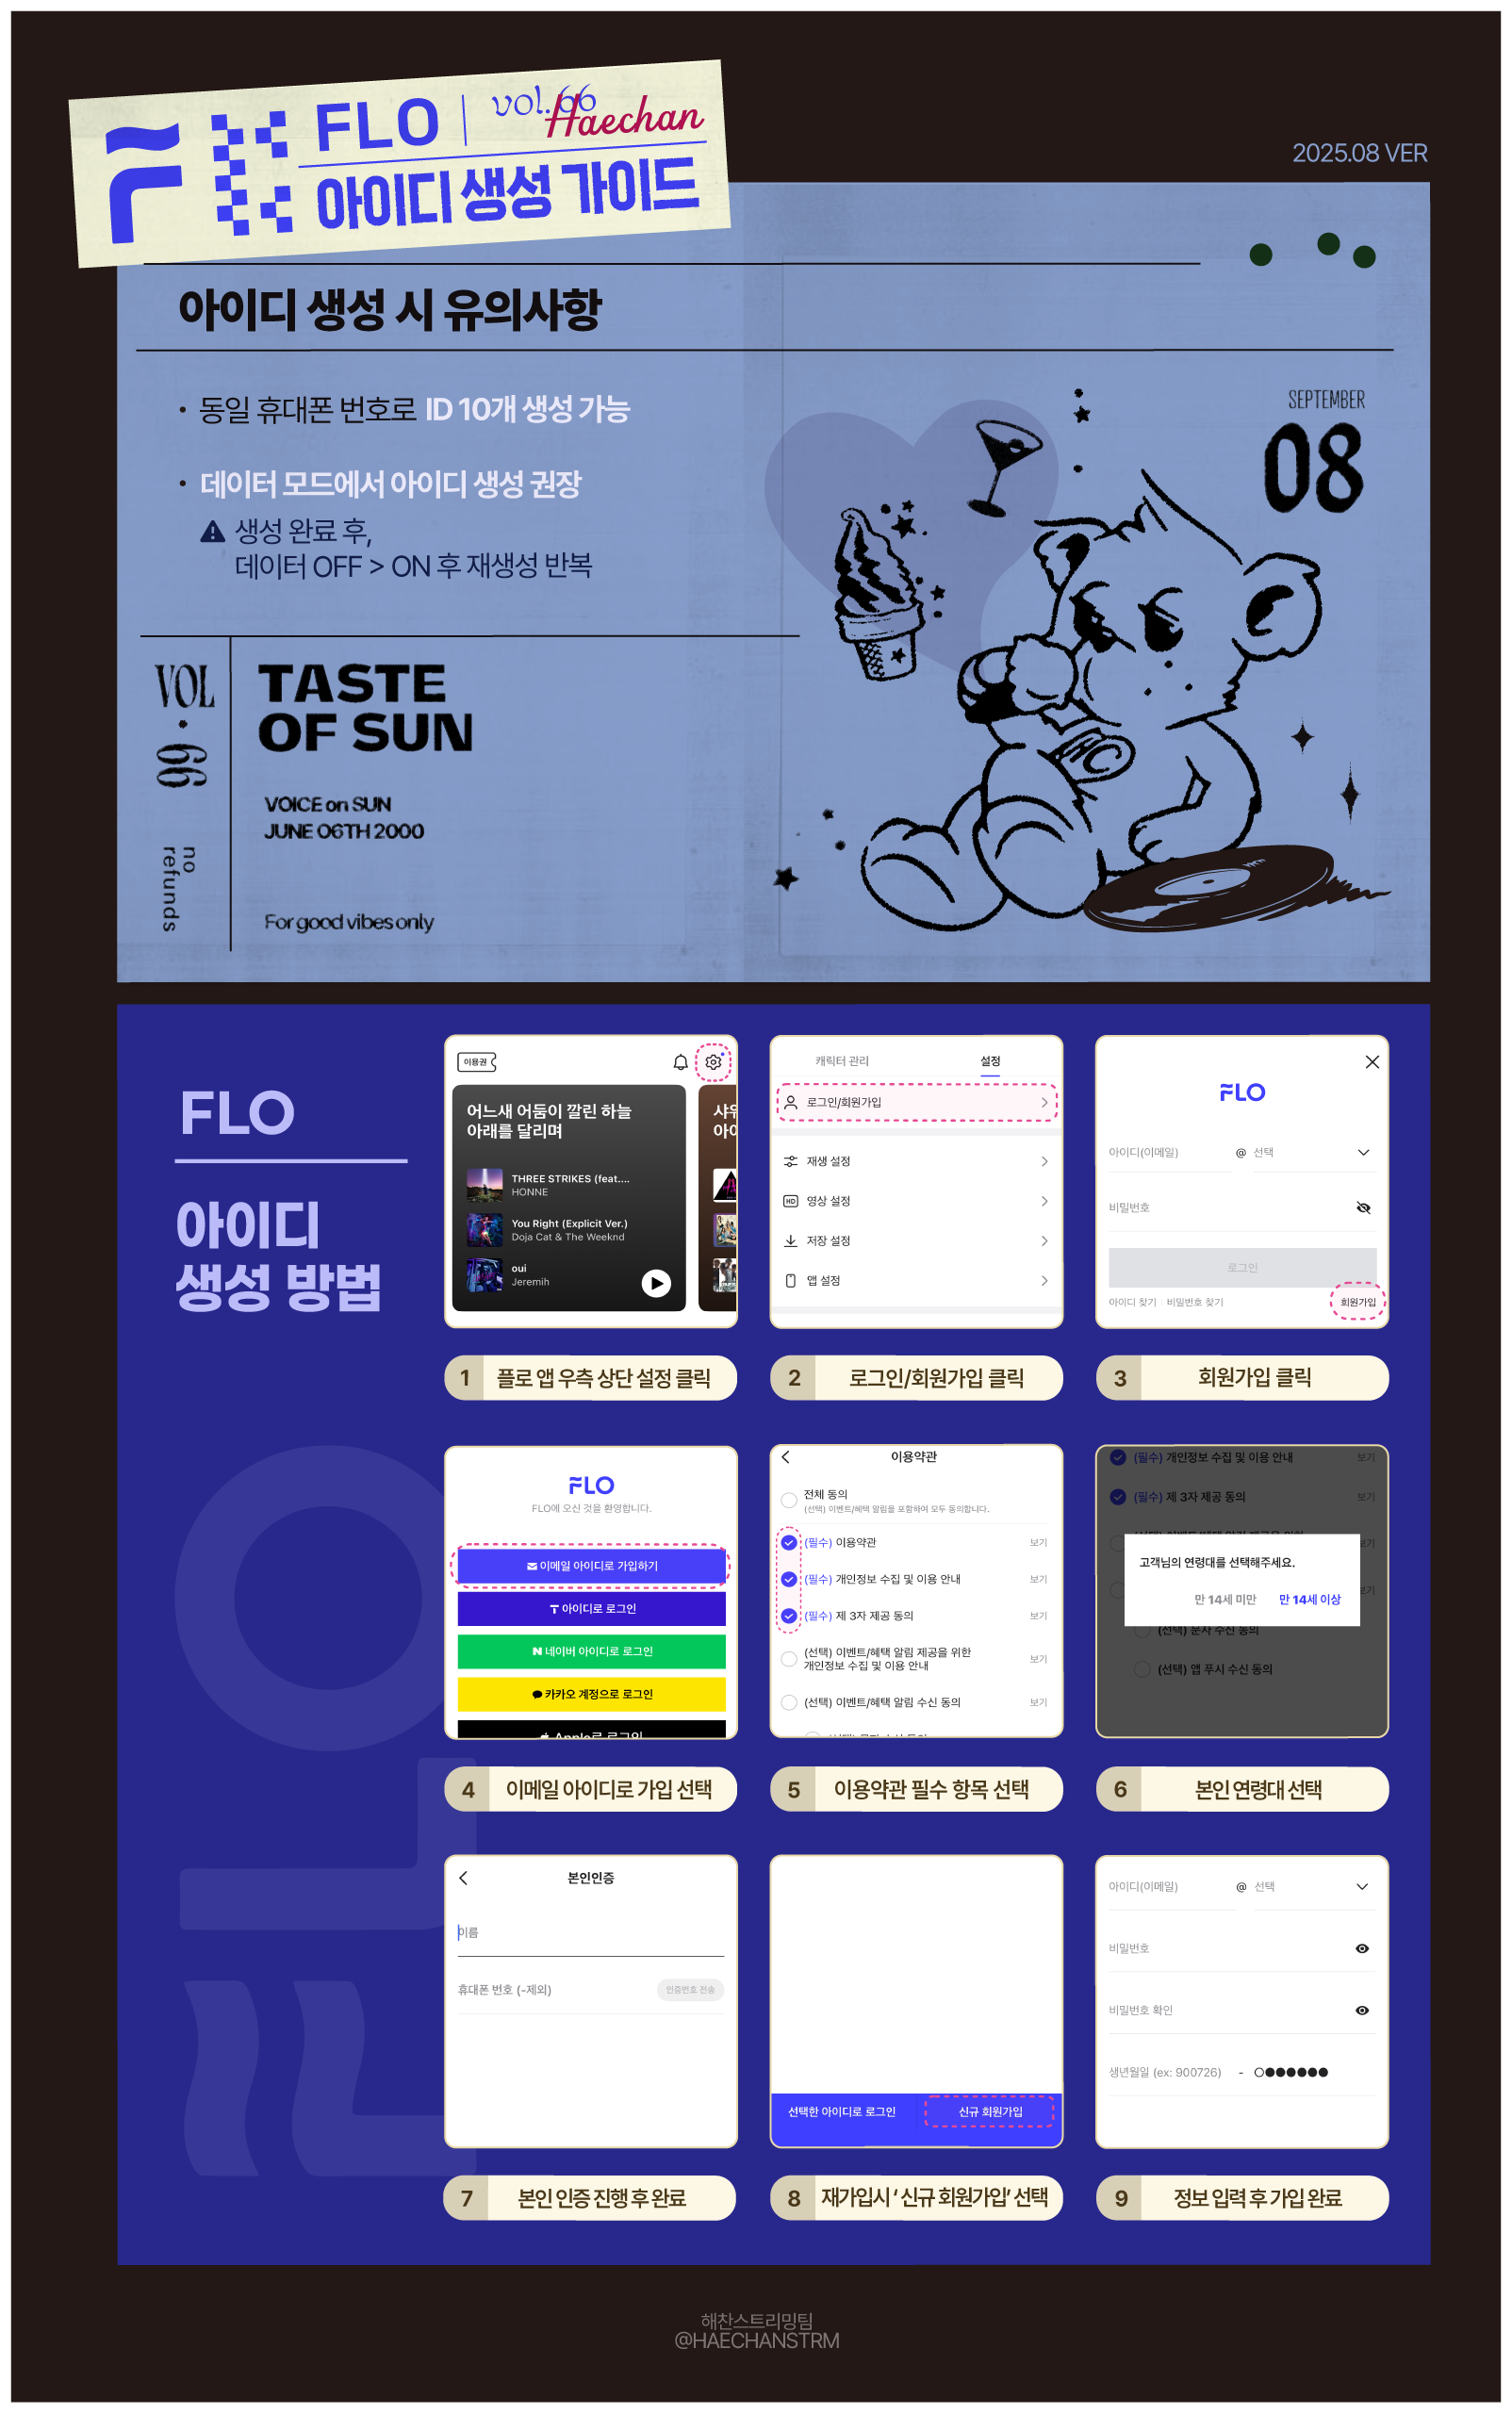 FLO
vol.66
Haechan
아이디 생성 가이드
2025.08 VER
아이디 생성 시 유의사항
• 동일 휴대폰 번호로 ID 10개 생성 가능
• 데이터 모드에서 아이디 생성 권장
생성 완료 후,
데이터 OFF > ON 후 재생성 반복
SEPTEMBER
08
VOL
•
66
no
refunds
TASTE
OF SUN
VOICE on SUN
JUNE 06TH 2000
For good vibes only
FLO
아이디
생성 방법
이용권
어느새 어둠이 깔린 하늘
아래를 달리며
THREE STRIKES (feat....
HONNE
You Right (Explicit Ver.)
Doja Cat & The Weeknd
oui
Jeremih
1 플로 앱 우측 상단 설정 클릭
캐릭터 관리
설정
로그인/회원가입
재생 설정
HD 영상 설정
저장 설정
앱 설정
2 로그인/회원가입 클릭
FLO
아이디(이메일) @ 선택
비밀번호
로그인
아이디 찾기 비밀번호 찾기 회원가입
3 회원가입 클릭
FLO
FLO에 오신 것을 환영합니다.
이메일 아이디로 가입하기
T 아이디로 로그인
N 네이버 아이디로 로그인
카카오 계정으로 로그인
Apple로 로그인
4 이메일 아이디로 가입 선택
이용약관
전체 동의
(선택) 이벤트/혜택 알림을 포함하여 모두 동의합니다.
(필수) 이용약관 보기
(필수) 개인정보 수집 및 이용 안내 보기
(필수) 제 3자 제공 동의 보기
(선택) 이벤트/혜택 알림 제공을 위한
개인정보 수집 및 이용 안내 보기
(선택) 이벤트/혜택 알림 수신 동의 보기
5 이용약관 필수 항목 선택
(필수) 개인정보 수집 및 이용 안내 보기
(필수) 제 3자 제공 동의 보기
보기
고객님의 연령대를 선택해주세요.
만 14세 미만 만 14세 이상
보기
(선택) 문자 수신 동의
(선택) 앱 푸시 수신 동의
6 본인 연령대 선택
본인인증
이름
휴대폰 번호 (-제외) 인증번호 전송
7 본인 인증 진행 후 완료
선택한 아이디로 로그인 신규 회원가입
8 재가입시 ‘ 신규 회원가입’ 선택
아이디(이메일) @ 선택
비밀번호
비밀번호 확인
생년월일 (ex: 900726) - ○●●●●●●
9 정보 입력 후 가입 완료
해찬스트리밍팀
@HAECHANSTRM